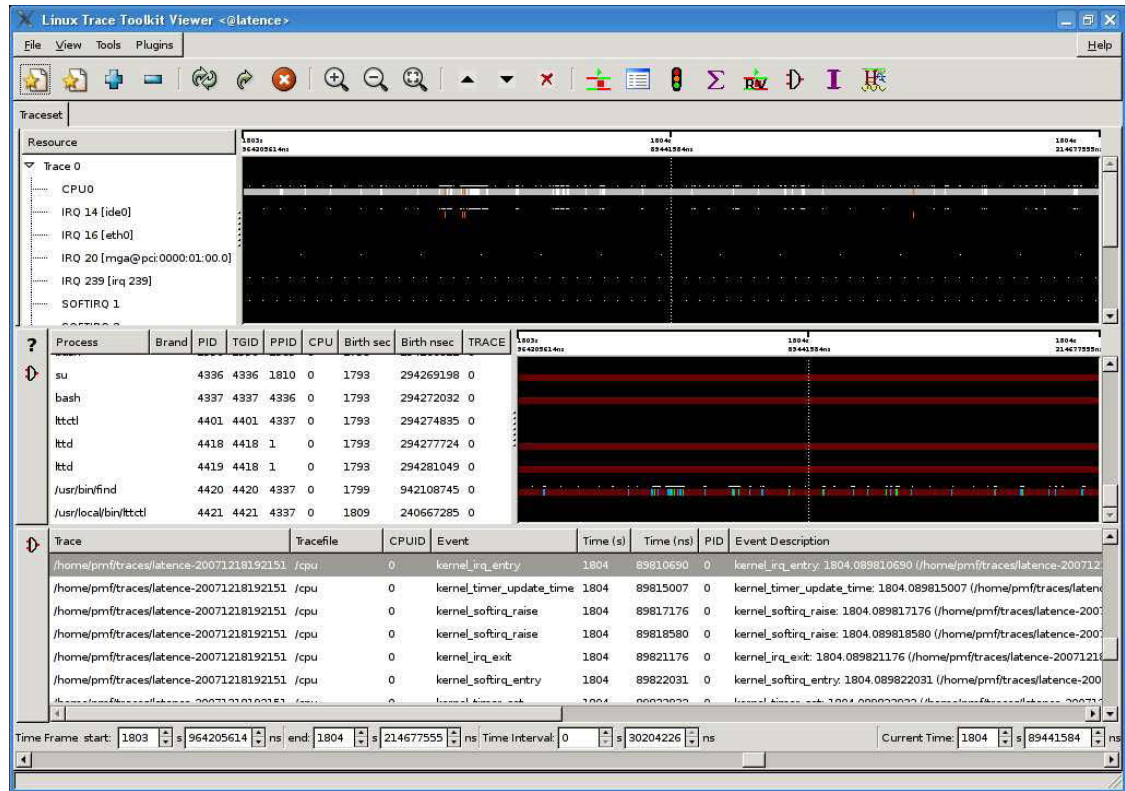 Linux Trace Toolkit Viewer <@latence>
File View Tools Plugins Help
Traceset
Resource
1803s 1804s 1804s
964205614ns 89441584ns 214677555ns
Trace 0
CPU0
IRQ 14 [ide0]
IRQ 16 [eth0]
IRQ 20 [mga@pci:0000:01:00.0]
IRQ 239 [irq 239]
SOFTIRQ 1
Process Brand PID TGID PPID CPU Birth sec Birth nsec TRACE
1803s 1804s 1804s
964205614ns 89441584ns 214677555ns
su 4336 4336 1810 0 1793 294269198 0
bash 4337 4337 4336 0 1793 294272032 0
lttctl 4401 4401 4337 0 1793 294274835 0
lttd 4418 4418 1 0 1793 294277724 0
lttd 4419 4418 1 0 1793 294281049 0
/usr/bin/find 4420 4420 4337 0 1799 942108745 0
/usr/local/bin/lttctl 4421 4421 4337 0 1809 240667285 0
Trace Tracefile CPUID Event Time (s) Time (ns) PID Event Description
/home/pmf/traces/latence-20071218192151 /cpu 0 kernel_irq_entry 1804 89810690 0 kernel_irq_entry: 1804.089810690 (/home/pmf/traces/latence-200712
/home/pmf/traces/latence-20071218192151 /cpu 0 kernel_timer_update_time 1804 89815007 0 kernel_timer_update_time: 1804.089815007 (/home/pmf/traces/laten
/home/pmf/traces/latence-20071218192151 /cpu 0 kernel_softirq_raise 1804 89817176 0 kernel_softirq_raise: 1804.089817176 (/home/pmf/traces/latence-200
/home/pmf/traces/latence-20071218192151 /cpu 0 kernel_softirq_raise 1804 89818580 0 kernel_softirq_raise: 1804.089818580 (/home/pmf/traces/latence-200
/home/pmf/traces/latence-20071218192151 /cpu 0 kernel_irq_exit 1804 89821176 0 kernel_irq_exit: 1804.089821176 (/home/pmf/traces/latence-2007121
/home/pmf/traces/latence-20071218192151 /cpu 0 kernel_softirq_entry 1804 89822031 0 kernel_softirq_entry: 1804.089822031 (/home/pmf/traces/latence-200
Time Frame start: 1803 s 964205614 ns end: 1804 s 214677555 ns Time Interval: 0 s 30204226 ns Current Time: 1804 s 89441584 ns